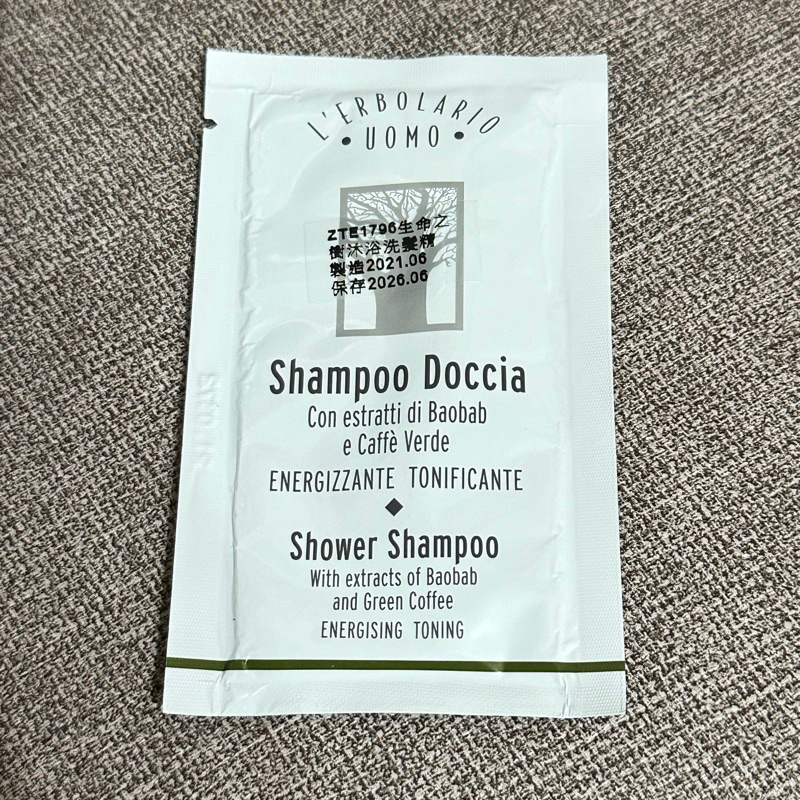 L'ERBOLARIO
• UOMO •
ZTE1796生命之
樹沐浴洗髮精
製造2021.06
保存2026.06
Shampoo Doccia
Con estratti di Baobab
e Caffè Verde
ENERGIZZANTE TONIFICANTE
Shower Shampoo
With extracts of Baobab
and Green Coffee
ENERGISING TONING